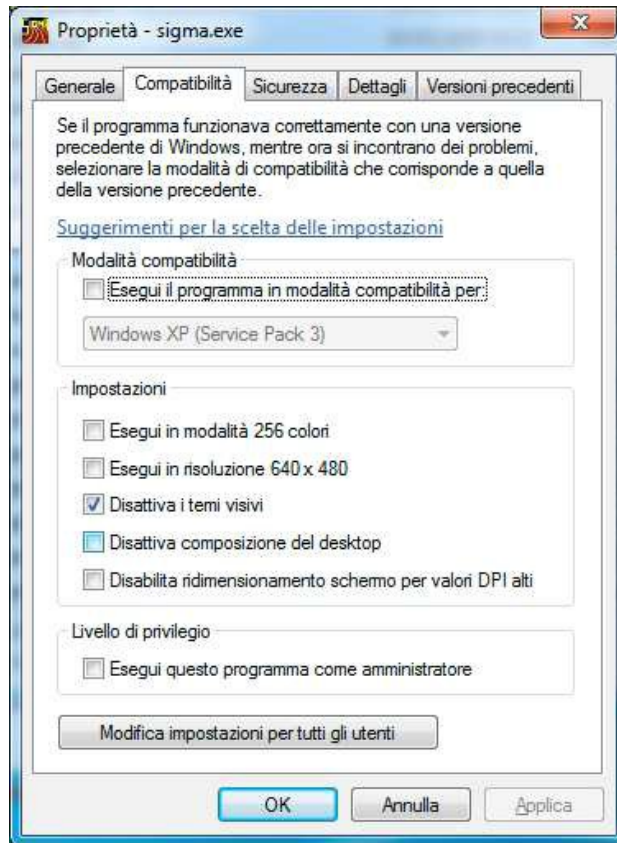 Proprietà - sigma.exe
Generale
Compatibilità
Sicurezza
Dettagli
Versioni precedenti
Se il programma funzionava correttamente con una versione
precedente di Windows, mentre ora si incontrano dei problemi,
selezionare la modalità di compatibilità che corrisponde a quella
della versione precedente.
Suggerimenti per la scelta delle impostazioni
Modalità compatibilità
Esegui il programma in modalità compatibilità per:
Windows XP (Service Pack 3)
Impostazioni
Esegui in modalità 256 colori
Esegui in risoluzione 640 x 480
Disattiva i temi visivi
Disattiva composizione del desktop
Disabilita ridimensionamento schermo per valori DPI alti
Livello di privilegio
Esegui questo programma come amministratore
Modifica impostazioni per tutti gli utenti
OK
Annulla
Applica